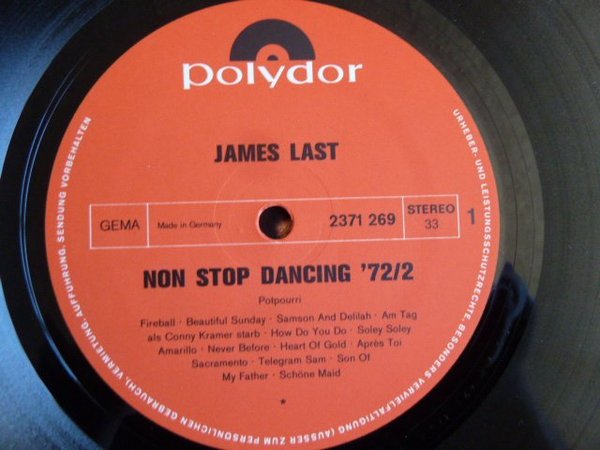 polydor
JAMES LAST
GEMA
Made in Germany
2371 269
STEREO
33
1
NON STOP DANCING '72/2
Potpourri
Fireball · Beautiful Sunday · Samson And Delilah · Am Tag
als Conny Kramer starb · How Do You Do · Soley Soley
Amarillo · Never Before · Heart Of Gold · Après Toi
Sacramento · Telegram Sam · Son Of
My Father · Schöne Maid
*
URHEBER- UND LEISTUNGSSCHUTZRECHTE, BESONDERS VERVIELFÄLTIGUNG (AUSSER ZUM PERSÖNLICHEN GEBRAUCH), VERMIETUNG, AUFFÜHRUNG, SENDUNG VORBEHALTEN